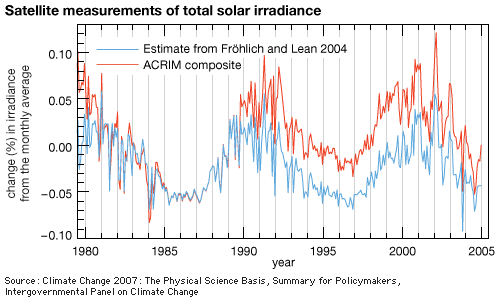 Satellite measurements of total solar irradiance
change (%) in irradiance
from the monthly average
0.10
0.05
0.00
−0.05
−0.10
Estimate from Fröhlich and Lean 2004
ACRIM composite
1980 1985 1990 1995 2000 2005
year
Source: Climate Change 2007: The Physical Science Basis, Summary for Policymakers,
Intergovernmental Panel on Climate Change